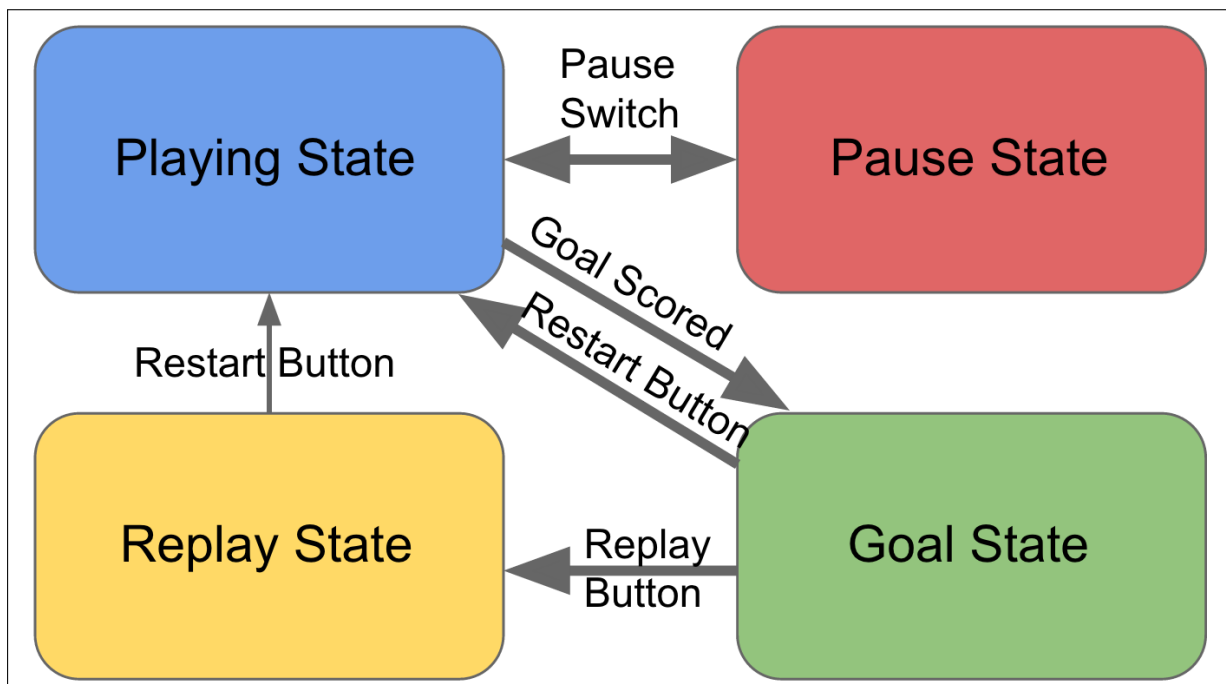 Playing State
Pause
Switch
Pause State
Goal Scored
Restart Button
Restart Button
Replay State
Replay
Button
Goal State